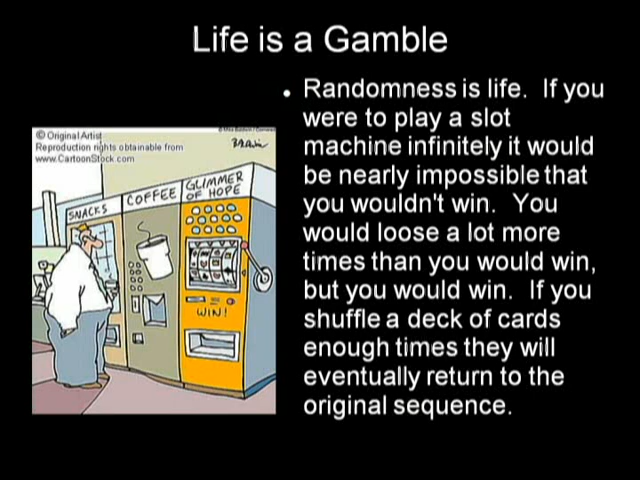 Life is a Gamble
• Randomness is life. If you
were to play a slot
machine infinitely it would
be nearly impossible that
you wouldn't win. You
would loose a lot more
times than you would win,
but you would win. If you
shuffle a deck of cards
enough times they will
eventually return to the
original sequence.
© Original Artist
Reproduction rights obtainable from
www.CartoonStock.com
SNACKS
COFFEE
GLIMMER
OF HOPE
WIN!